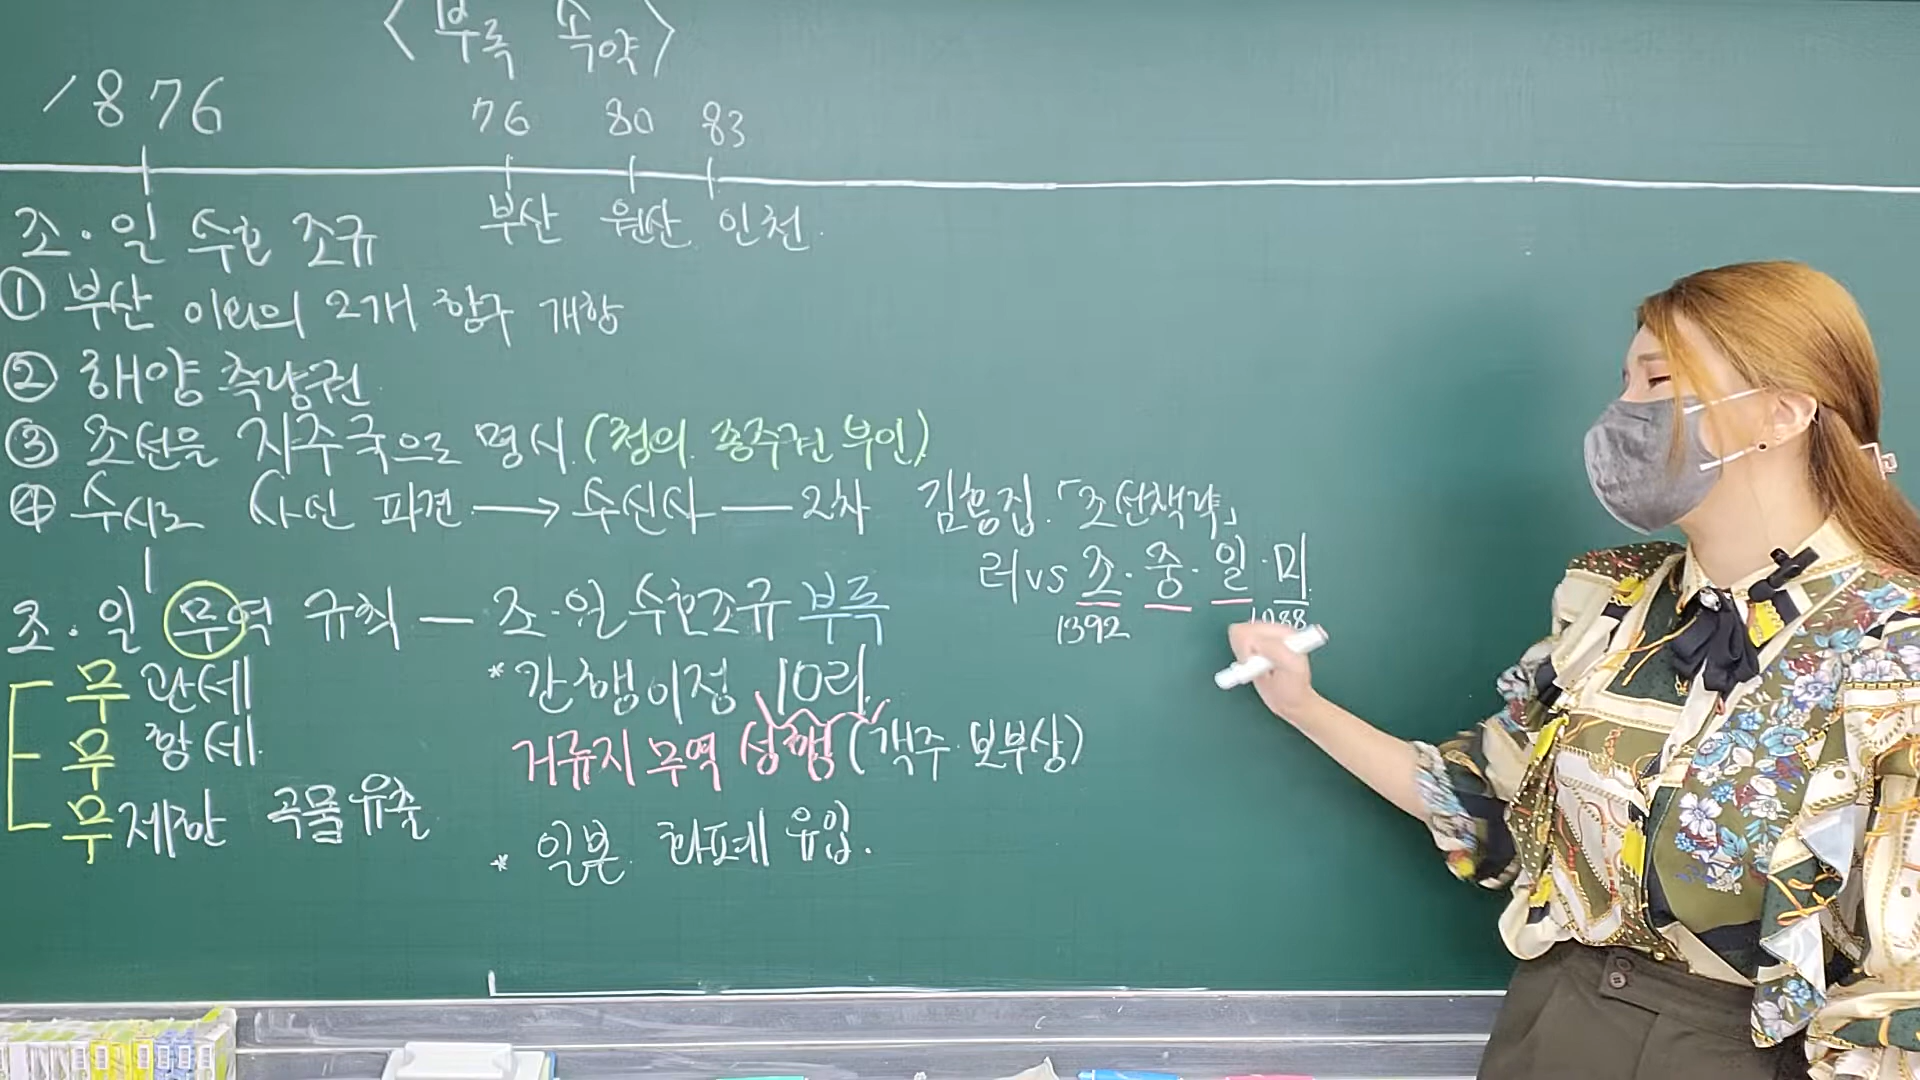 〈부록 속약〉
1876
76 80 83
부산 원산 인천
조·일 수호 조규
① 부산 이외의 2개 항구 개항
② 해양 측량권
③ 조선을 자주국으로 명시 (청의 종주권 부인)
④ 수시로 사신 파견 → 수신사 — 2차 김홍집 「조선책략」
러 vs 조·중·일·미
1392
조·일 무역 규칙 — 조·일 수호조규 부록
무 관세
무 항세
무 제한 곡물유출
* 간행이정 10리
거류지 무역 성행 (객주·보부상)
* 일본 화폐 유입.